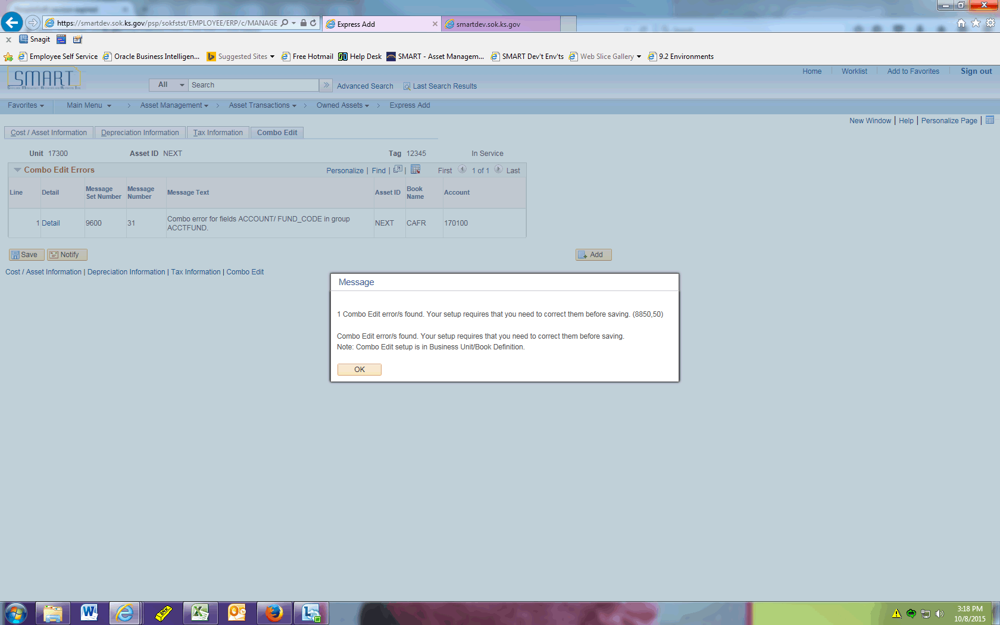 https://smartdev.sok.ks.gov/psp/sokfstst/EMPLOYEE/ERP/c/MANAGE
Express Add
smartdev.sok.ks.gov
Snagit
Employee Self Service
Oracle Business Intelligen...
Suggested Sites
Free Hotmail
Help Desk
SMART - Asset Managem...
SMART Dev't Env'ts
Web Slice Gallery
9.2 Environments
SMART
All
Search
Advanced Search
Last Search Results
Home
Worklist
Add to Favorites
Sign out
Favorites
Main Menu
Asset Management
Asset Transactions
Owned Assets
Express Add
New Window | Help | Personalize Page |
Cost / Asset Information
Depreciation Information
Tax Information
Combo Edit
Unit 17300
Asset ID NEXT
Tag 12345
In Service
Combo Edit Errors
Personalize | Find | |
First 1 of 1 Last
Line
Detail
Message
Set Number
Message
Number
Message Text
Asset ID
Book
Name
Account
1
Detail
9600
31
Combo error for fields ACCOUNT/ FUND_CODE in group
ACCTFUND.
NEXT
CAFR
170100
Save
Notify
Add
Cost / Asset Information | Depreciation Information | Tax Information | Combo Edit
Message
1 Combo Edit error/s found. Your setup requires that you need to correct them before saving. (8850,50)
Combo Edit error/s found. Your setup requires that you need to correct them before saving.
Note: Combo Edit setup is in Business Unit/Book Definition.
OK
3:18 PM
10/8/2015